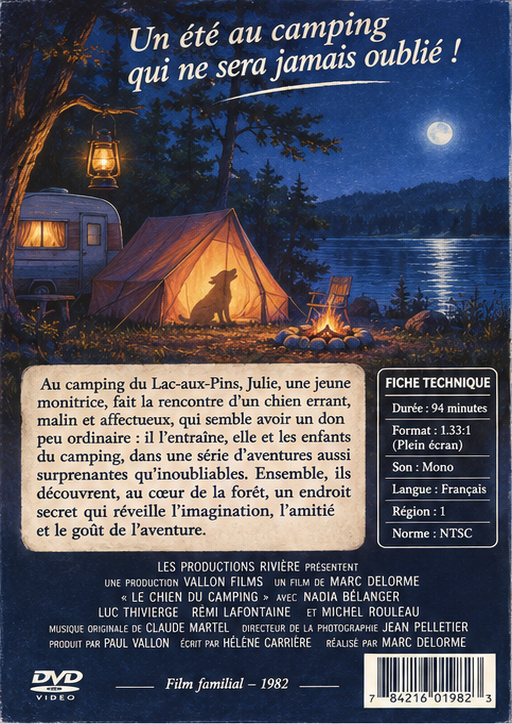 Un été au camping
qui ne sera jamais oublié !
Au camping du Lac-aux-Pins, Julie, une jeune
monitrice, fait la rencontre d'un chien errant,
malin et affectueux, qui semble avoir un don
peu ordinaire : il l'entraîne, elle et les enfants
du camping, dans une série d'aventures aussi
surprenantes qu'inoubliables. Ensemble, ils
découvrent, au cœur de la forêt, un endroit
secret qui réveille l'imagination, l'amitié
et le goût de l'aventure.
FICHE TECHNIQUE
Durée : 94 minutes
Format : 1.33:1
(Plein écran)
Son : Mono
Langue : Français
Région : 1
Norme : NTSC
LES PRODUCTIONS RIVIÈRE PRÉSENTENT
UNE PRODUCTION VALLON FILMS UN FILM DE MARC DELORME
« LE CHIEN DU CAMPING » AVEC NADIA BÉLANGER
LUC THIVIERGE RÉMI LAFONTAINE ET MICHEL ROULEAU
MUSIQUE ORIGINALE DE CLAUDE MARTEL DIRECTEUR DE LA PHOTOGRAPHIE JEAN PELLETIER
PRODUIT PAR PAUL VALLON ÉCRIT PAR HÉLÈNE CARRIÈRE RÉALISÉ PAR MARC DELORME
DVD
VIDEO
Film familial – 1982
7 84216 01982 3